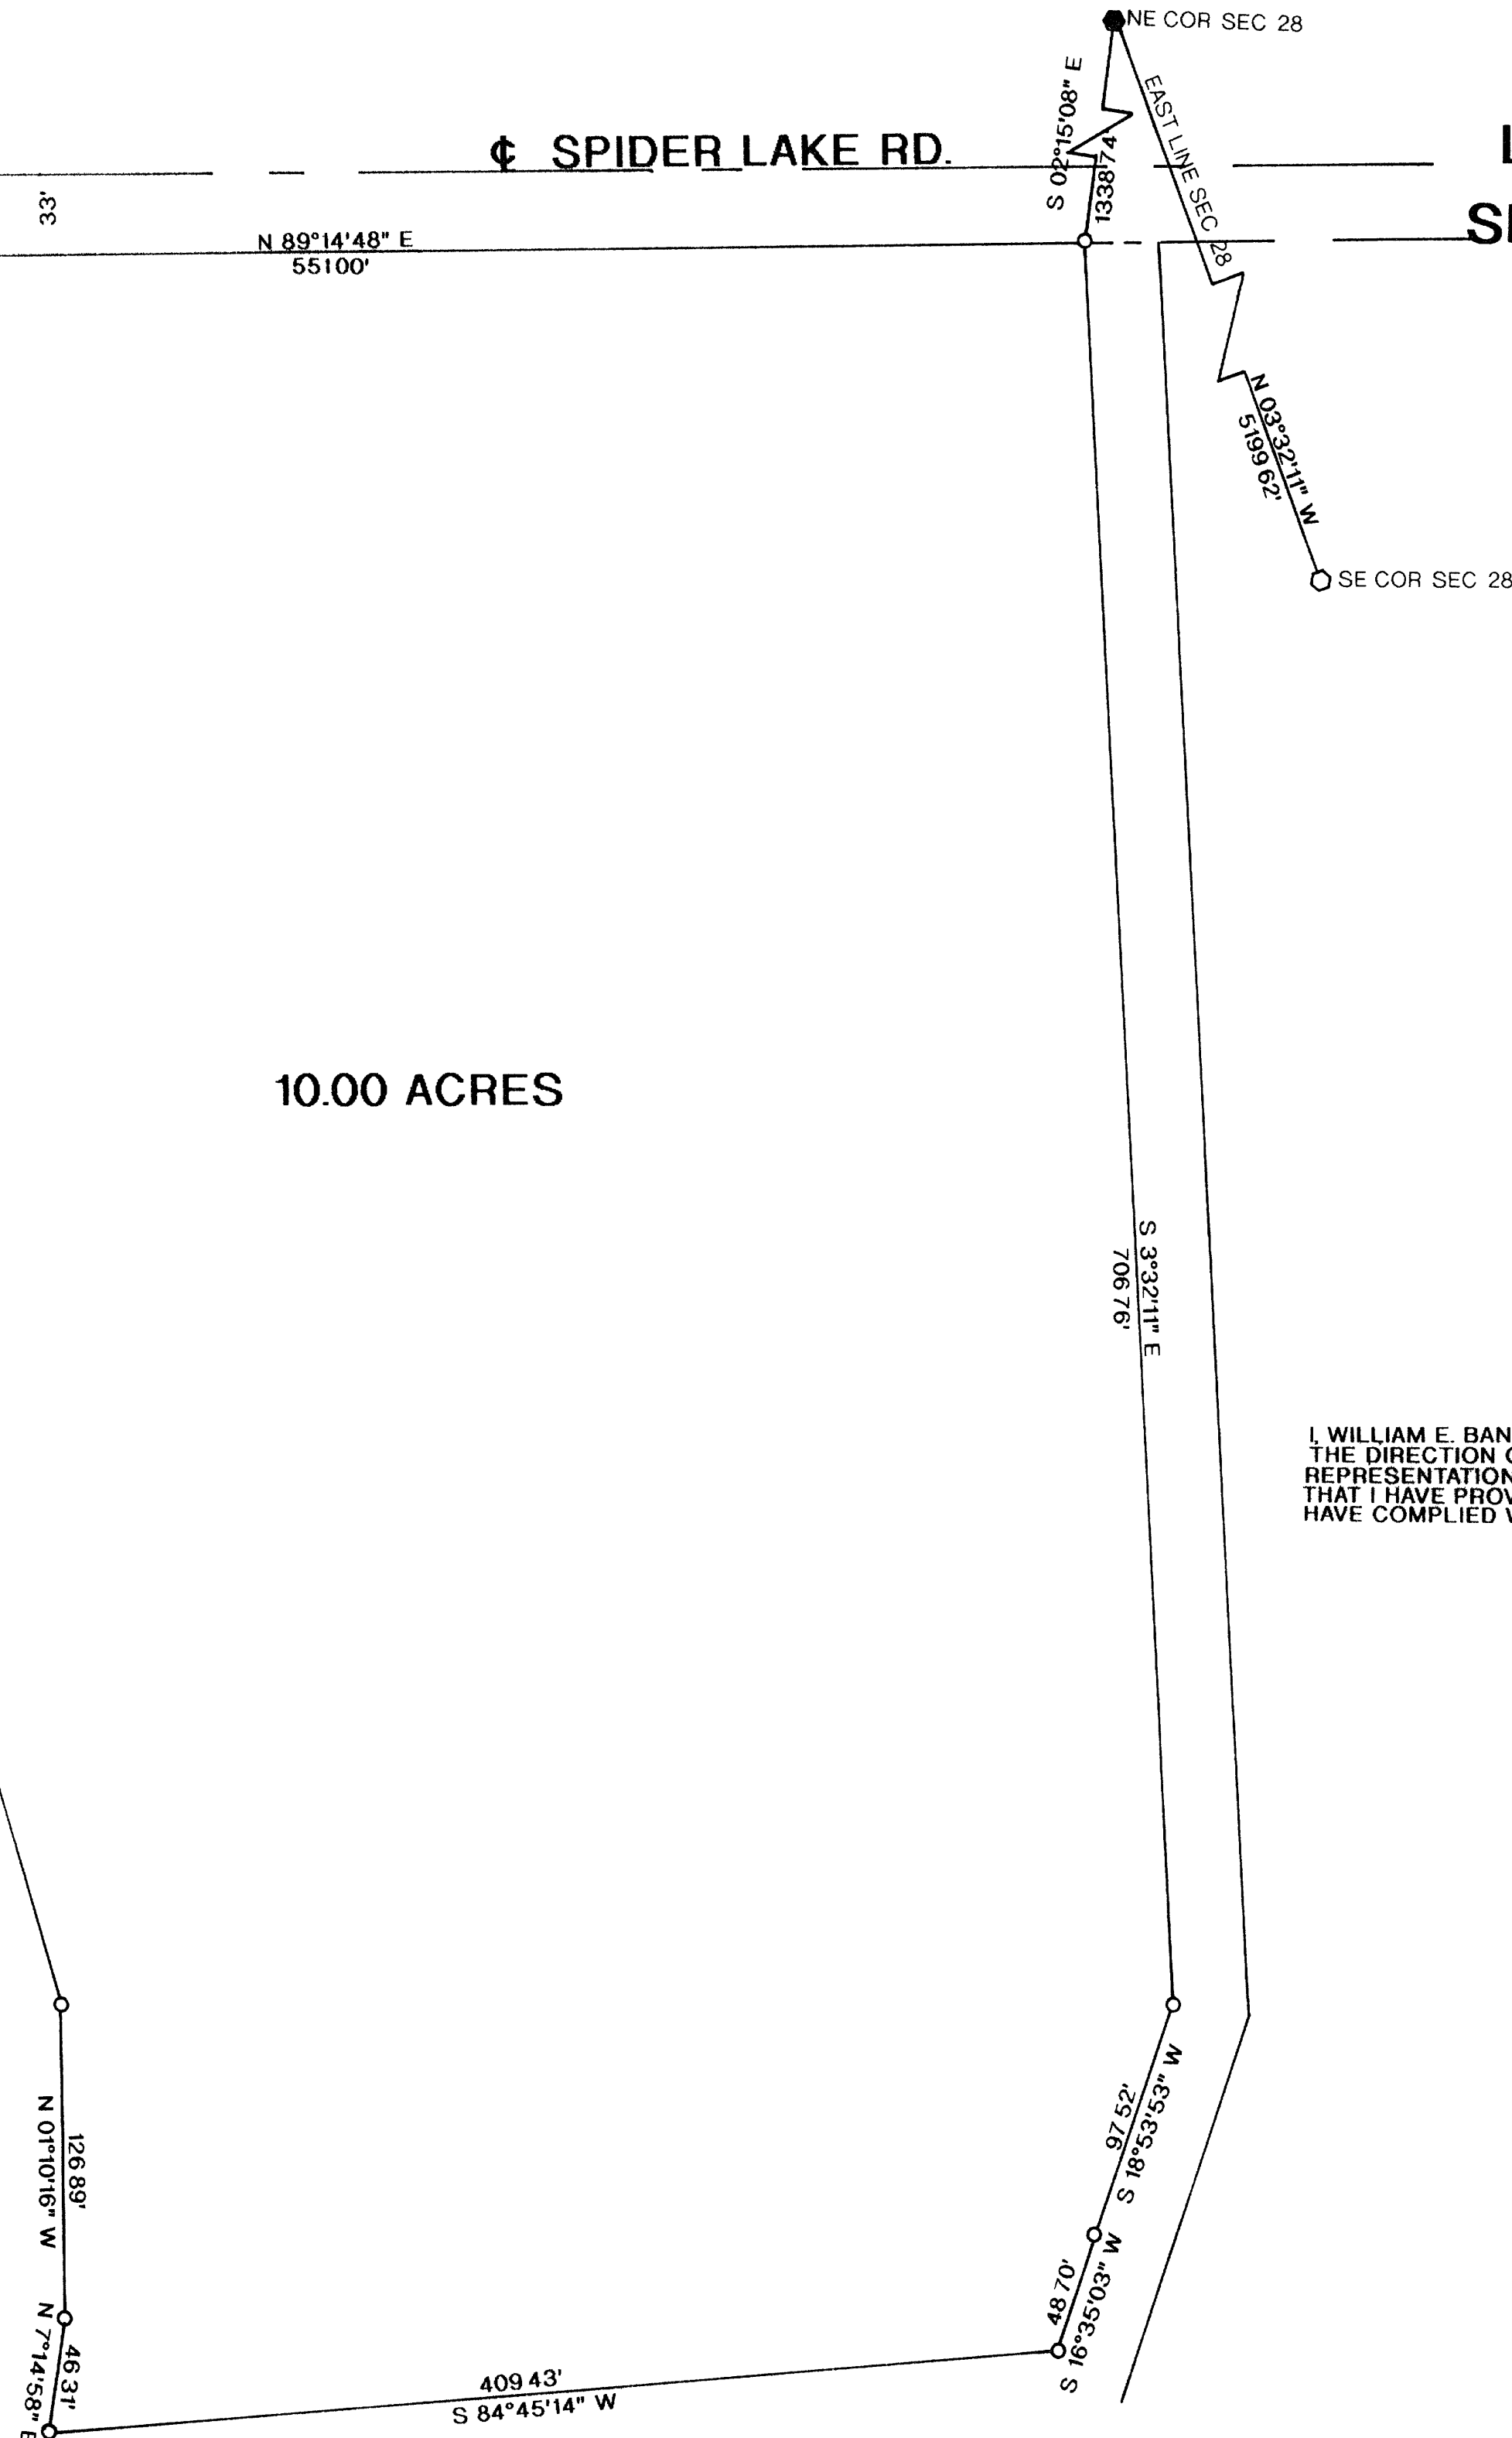 NE COR SEC 28
S 02°15'08" E
1338 74'
EAST LINE SEC 28
℄ SPIDER LAKE RD.
33'
N 89°14'48" E
551 00'
N 03°32'11" W
5199 62'
SE COR SEC 28
10.00 ACRES
S 3°32'11" E
706 76'
I, WILLIAM E. BAN
THE DIRECTION
REPRESENTATION
THAT I HAVE PROV
HAVE COMPLIED
97 52'
S 18°53'53" W
48 70'
S 16°35'03" W
126 89'
N 01°10'16" W
46 31'
N 7°14'58" E
409 43'
S 84°45'14" W